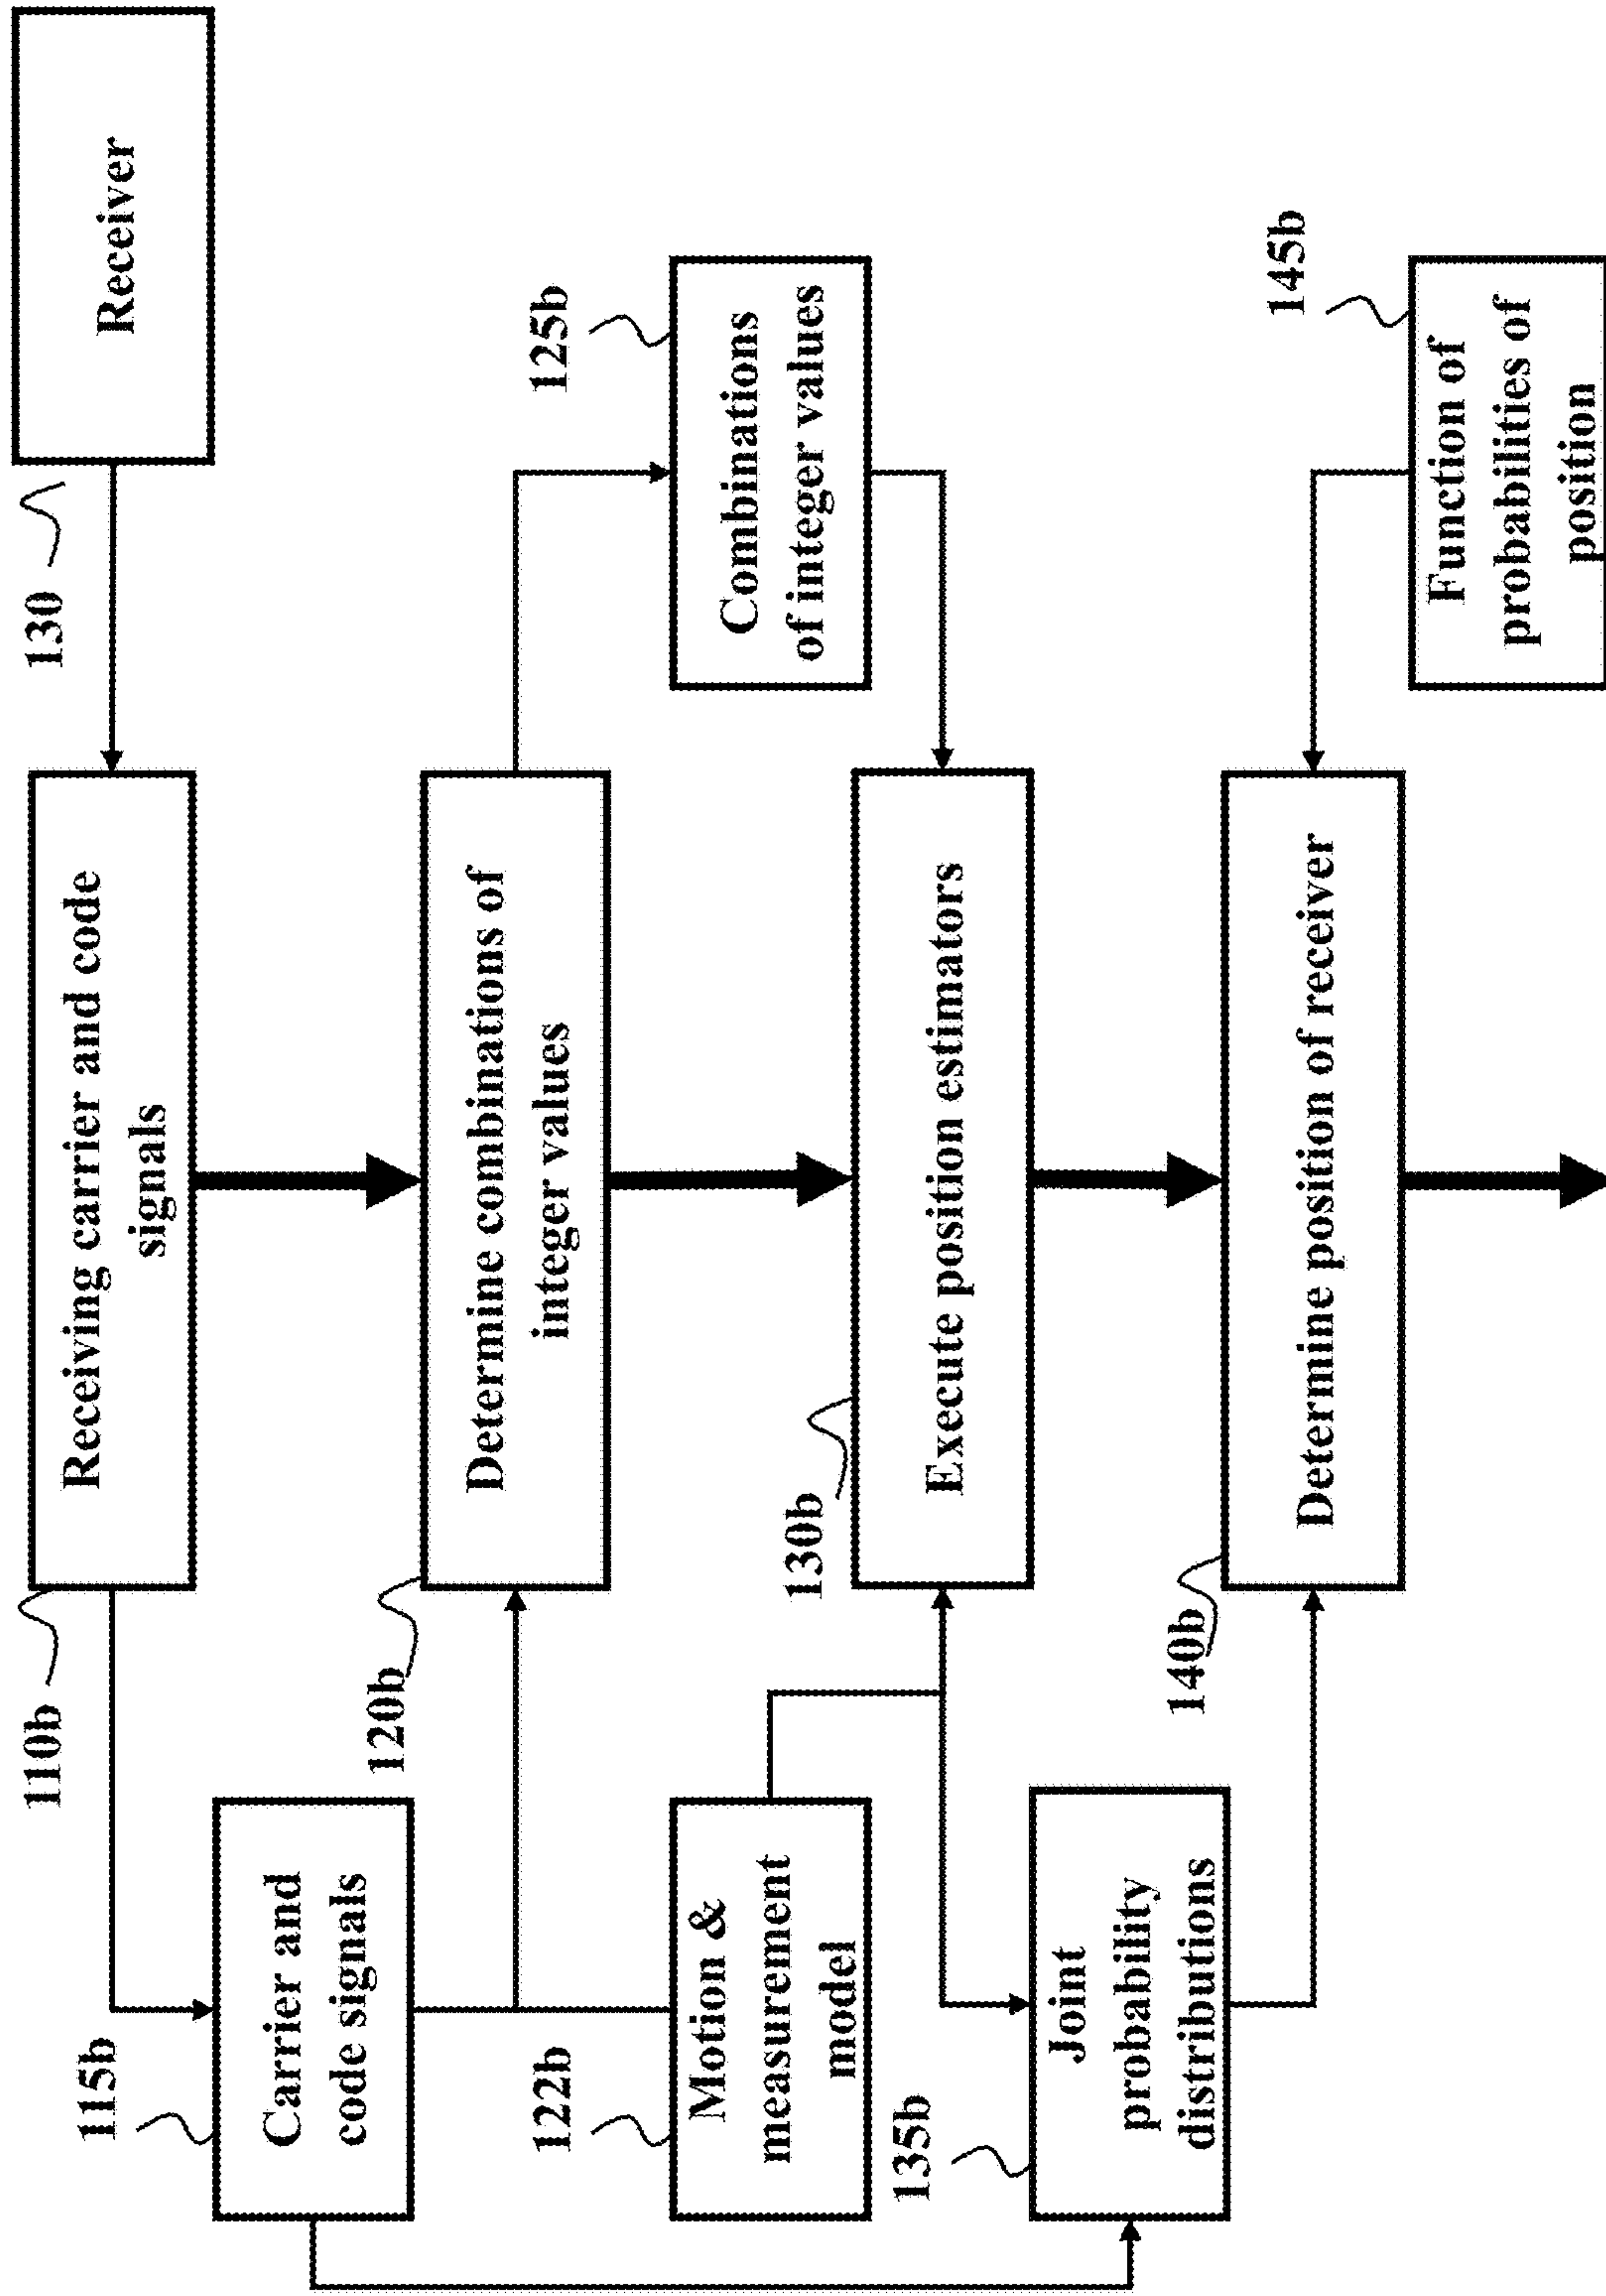 130
Receiver
110b
Receiving carrier and code
signals
115b
Carrier and
code signals
120b
Determine combinations of
integer values
125b
Combinations
of integer values
122b
Motion &
measurement
model
130b
Execute position estimators
135b
Joint
probability
distributions
140b
Determine position of receiver
145b
Function of
probabilities of
position